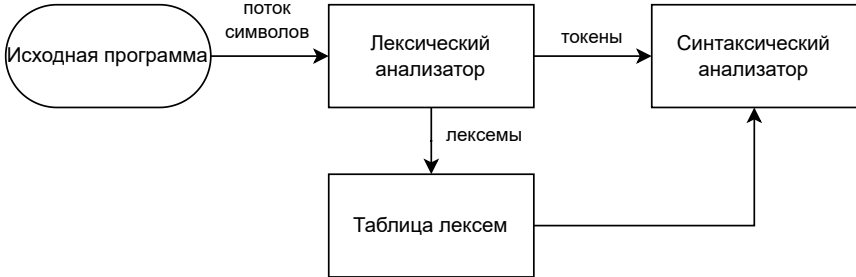 поток
символов
Исходная программа
Лексический
анализатор
токены
Синтаксический
анализатор
лексемы
Таблица лексем